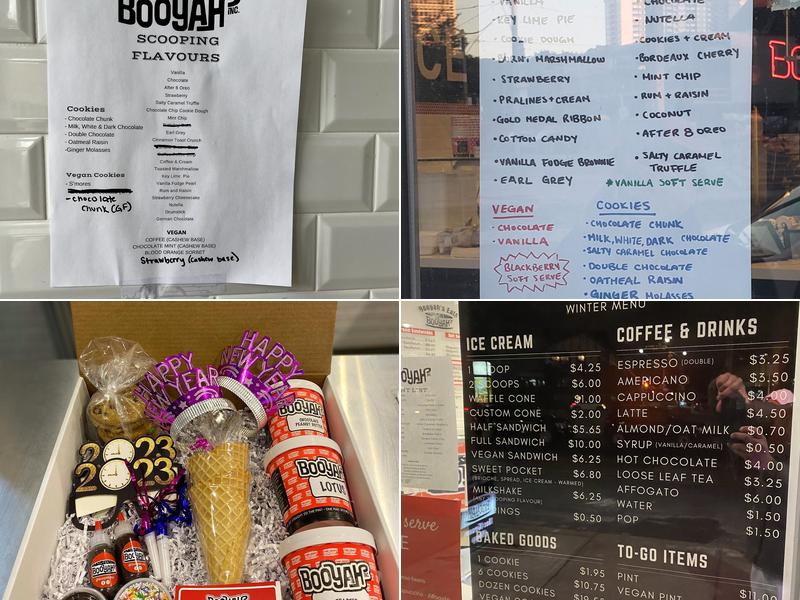 BOOYAH
INC.
SCOOPING
FLAVOURS
Vanilla
Chocolate
After 8 Oreo
Strawberry
Salty Caramel Truffle
Chocolate Chip Cookie Dough
Mint Chip
Earl Grey
Cinnamon Toast Crunch
Coffee & Cream
Toasted Marshmallow
Key Lime Pie
Vanilla Fudge Pearl
Rum and Raisin
Strawberry Cheesecake
Nutella
Drumstick
German Chocolate
Cookies
- Chocolate Chunk
- Milk, White & Dark Chocolate
- Double Chocolate
- Oatmeal Raisin
-Ginger Molasses
Vegan Cookies
- S'mores
- chocolate
chunk (GF)
VEGAN
COFFEE (CASHEW BASE)
CHOCOLATE MINT (CASHEW BASE)
BLOOD ORANGE SORBET
Strawberry (cashew base)
• VANILLA
• KEY LIME PIE
• COOKIE DOUGH
• BURNT MARSHMALLOW
• STRAWBERRY
• PRALINES+CREAM
• GOLD MEDAL RIBBON
• COTTON CANDY
• VANILLA FUDGE BROWNIE
• EARL GREY
• CHOCOLATE
• NUTELLA
• COOKIES + CREAM
• BORDEAUX CHERRY
• MINT CHIP
• RUM + RAISIN
• COCONUT
• AFTER 8 OREO
• SALTY CARAMEL
TRUFFLE
*VANILLA SOFT SERVE
VEGAN
• CHOCOLATE
• VANILLA
BLACKBERRY
SOFT SERVE
COOKIES
• CHOCOLATE CHUNK
• MILK, WHITE, DARK CHOCOLATE
• SALTY CARAMEL CHOCOLATE
• DOUBLE CHOCOLATE
• OATMEAL RAISIN
• GINGER MOLASSES
HAPPY
NEW YEAR
HAPPY
NEW YEAR
2023
2023
BOOYAH
CHOCOLATE
PEANUT BUTTER
BOOYAH
LOTUS
BOOYAH
BOOYAH
WINTER MENU
ICE CREAM
1 SCOOP $4.25
2 SCOOPS $6.00
WAFFLE CONE $1.00
CUSTOM CONE $2.00
HALF SANDWICH $5.65
FULL SANDWICH $10.00
VEGAN SANDWICH $6.25
SWEET POCKET $6.80
(BRIOCHE, SPREAD, ICE CREAM - WARMED)
MILKSHAKE $6.25
$0.50
BAKED GOODS
1 COOKIE $1.95
6 COOKIES $10.75
DOZEN COOKIES
COFFEE & DRINKS
ESPRESSO (DOUBLE) $3.25
AMERICANO $3.50
CAPPUCCINO $4.00
LATTE $4.50
ALMOND/OAT MILK $0.70
SYRUP (VANILLA/CARAMEL) $0.50
HOT CHOCOLATE $4.00
LOOSE LEAF TEA $3.25
AFFOGATO $6.00
WATER $1.50
POP $1.50
TO-GO ITEMS
PINT
VEGAN PINT $11.00